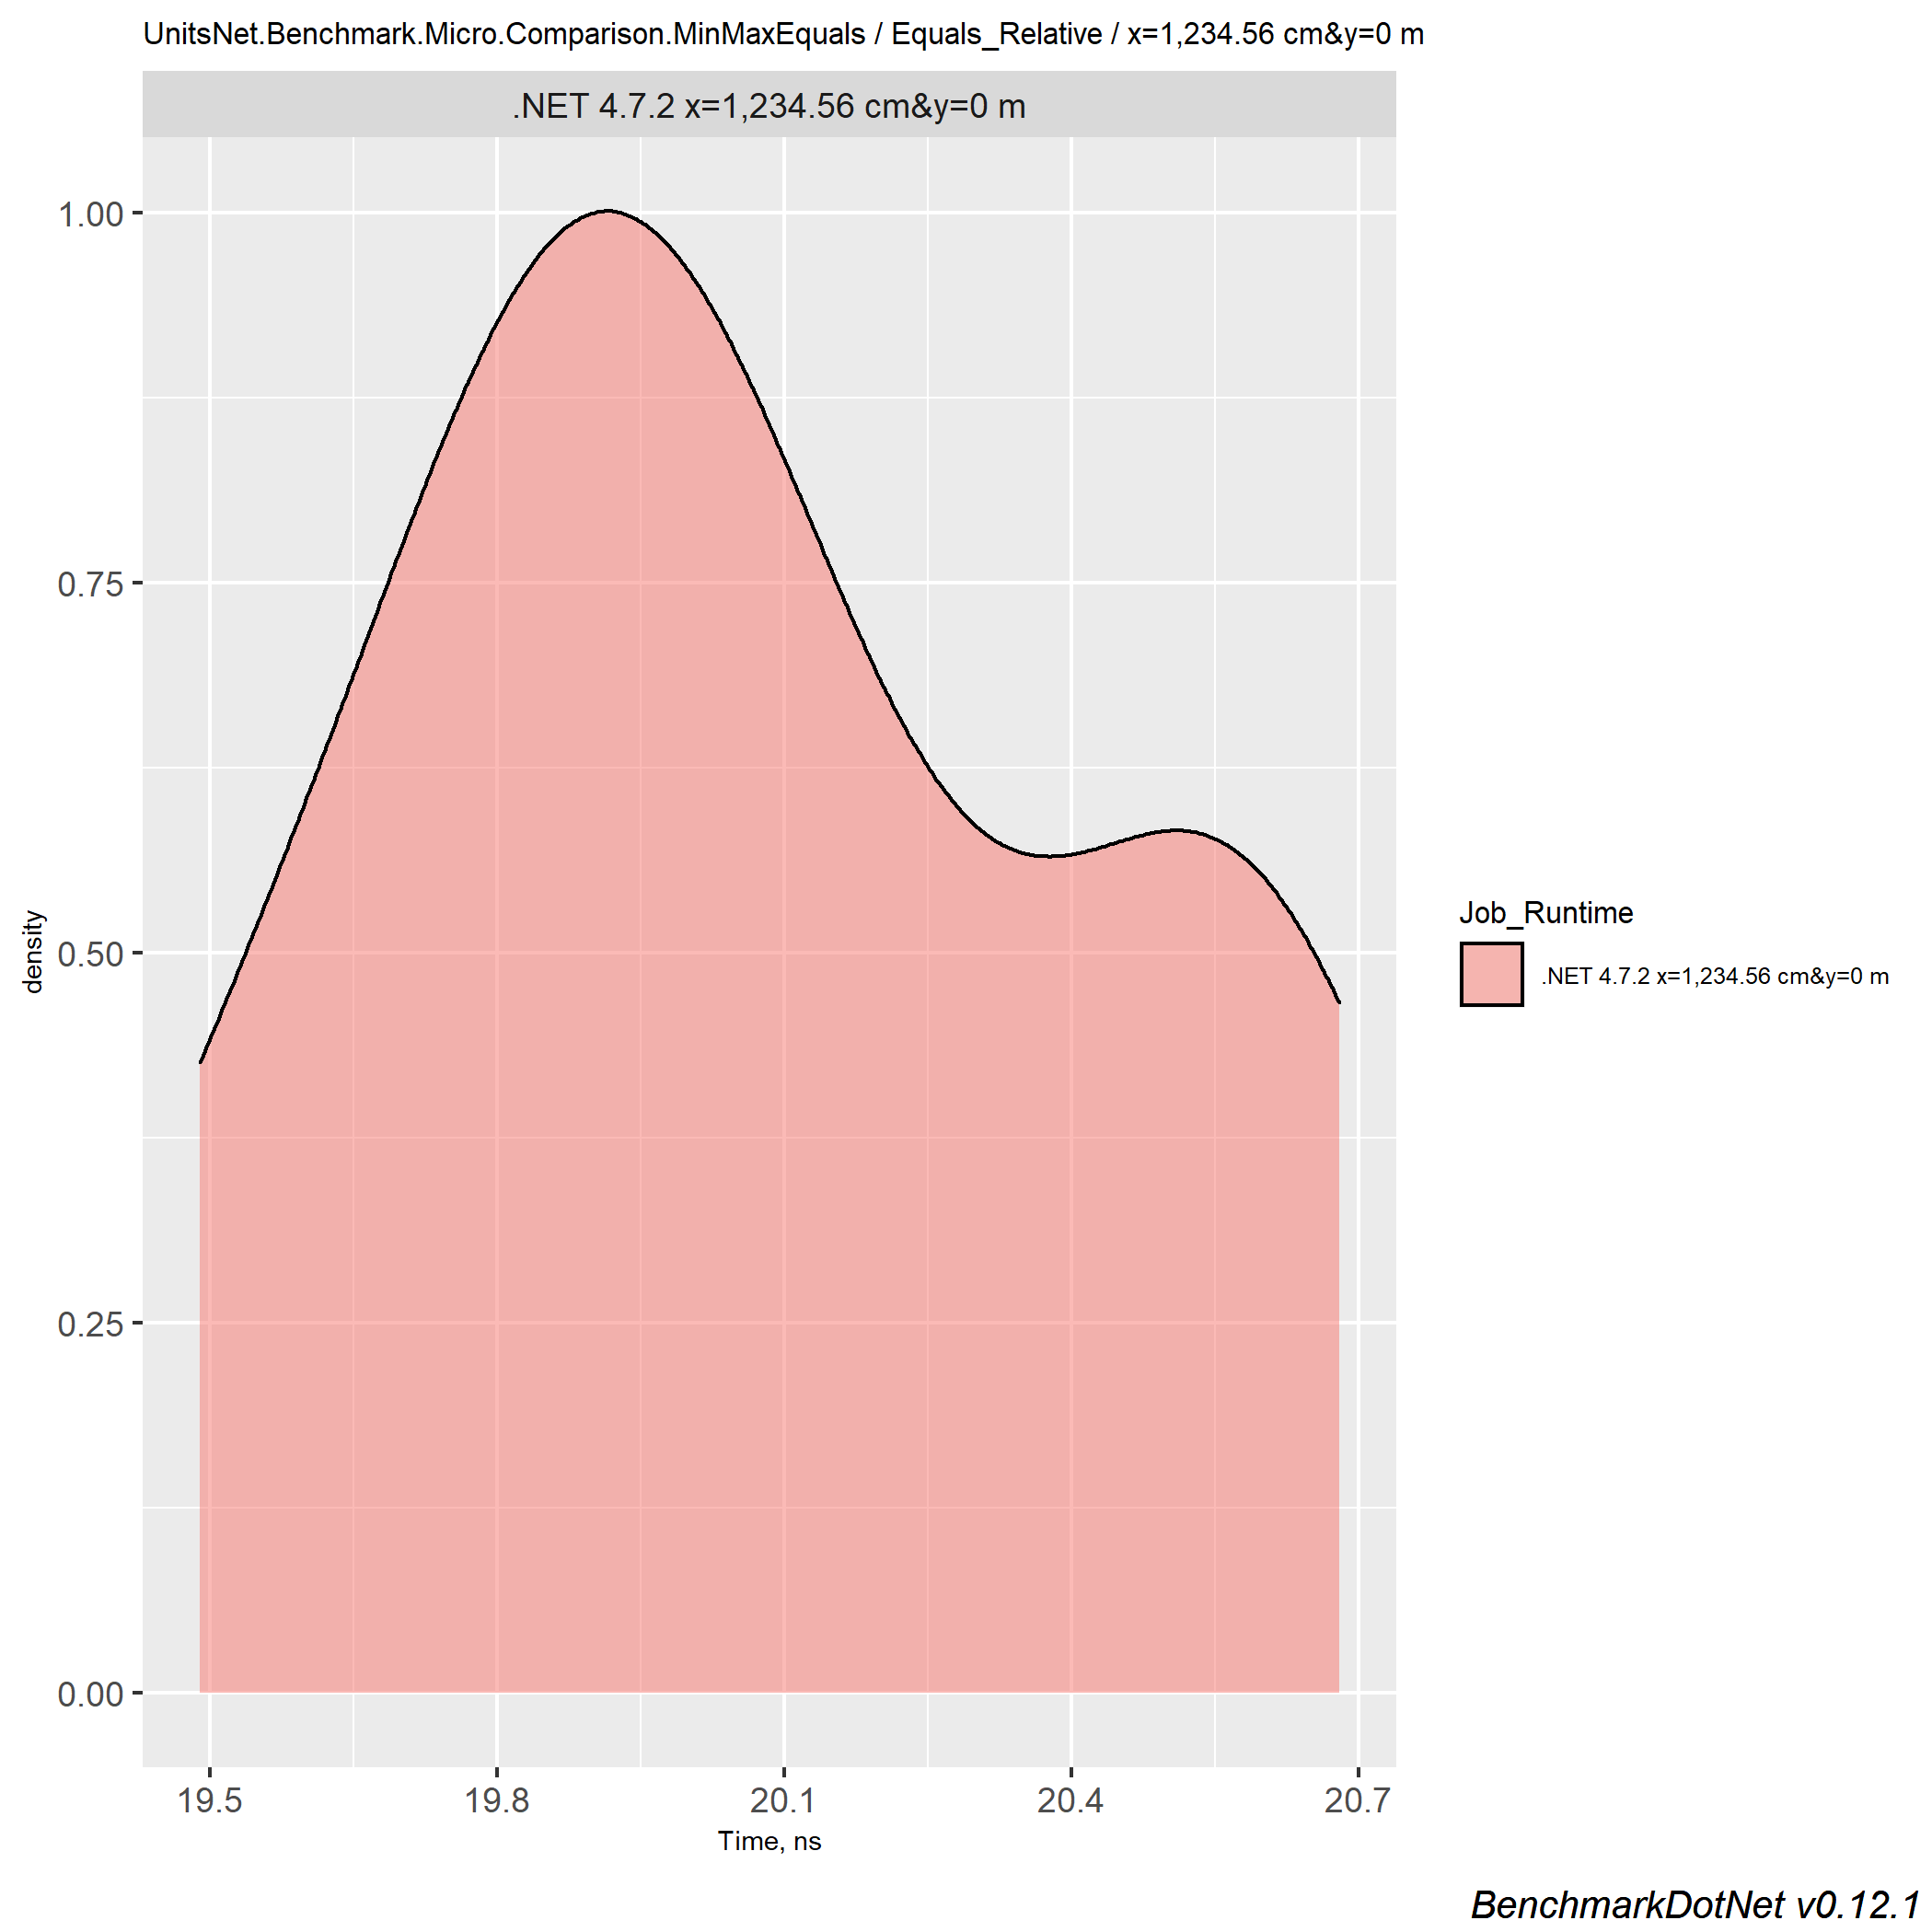 UnitsNet.Benchmark.Micro.Comparison.MinMaxEquals / Equals_Relative / x=1,234.56 cm&y=0 m
.NET 4.7.2 x=1,234.56 cm&y=0 m
1.00
0.75
0.50
0.25
0.00
density
19.5 19.8 20.1 20.4 20.7
Time, ns
Job_Runtime
.NET 4.7.2 x=1,234.56 cm&y=0 m
BenchmarkDotNet v0.12.1